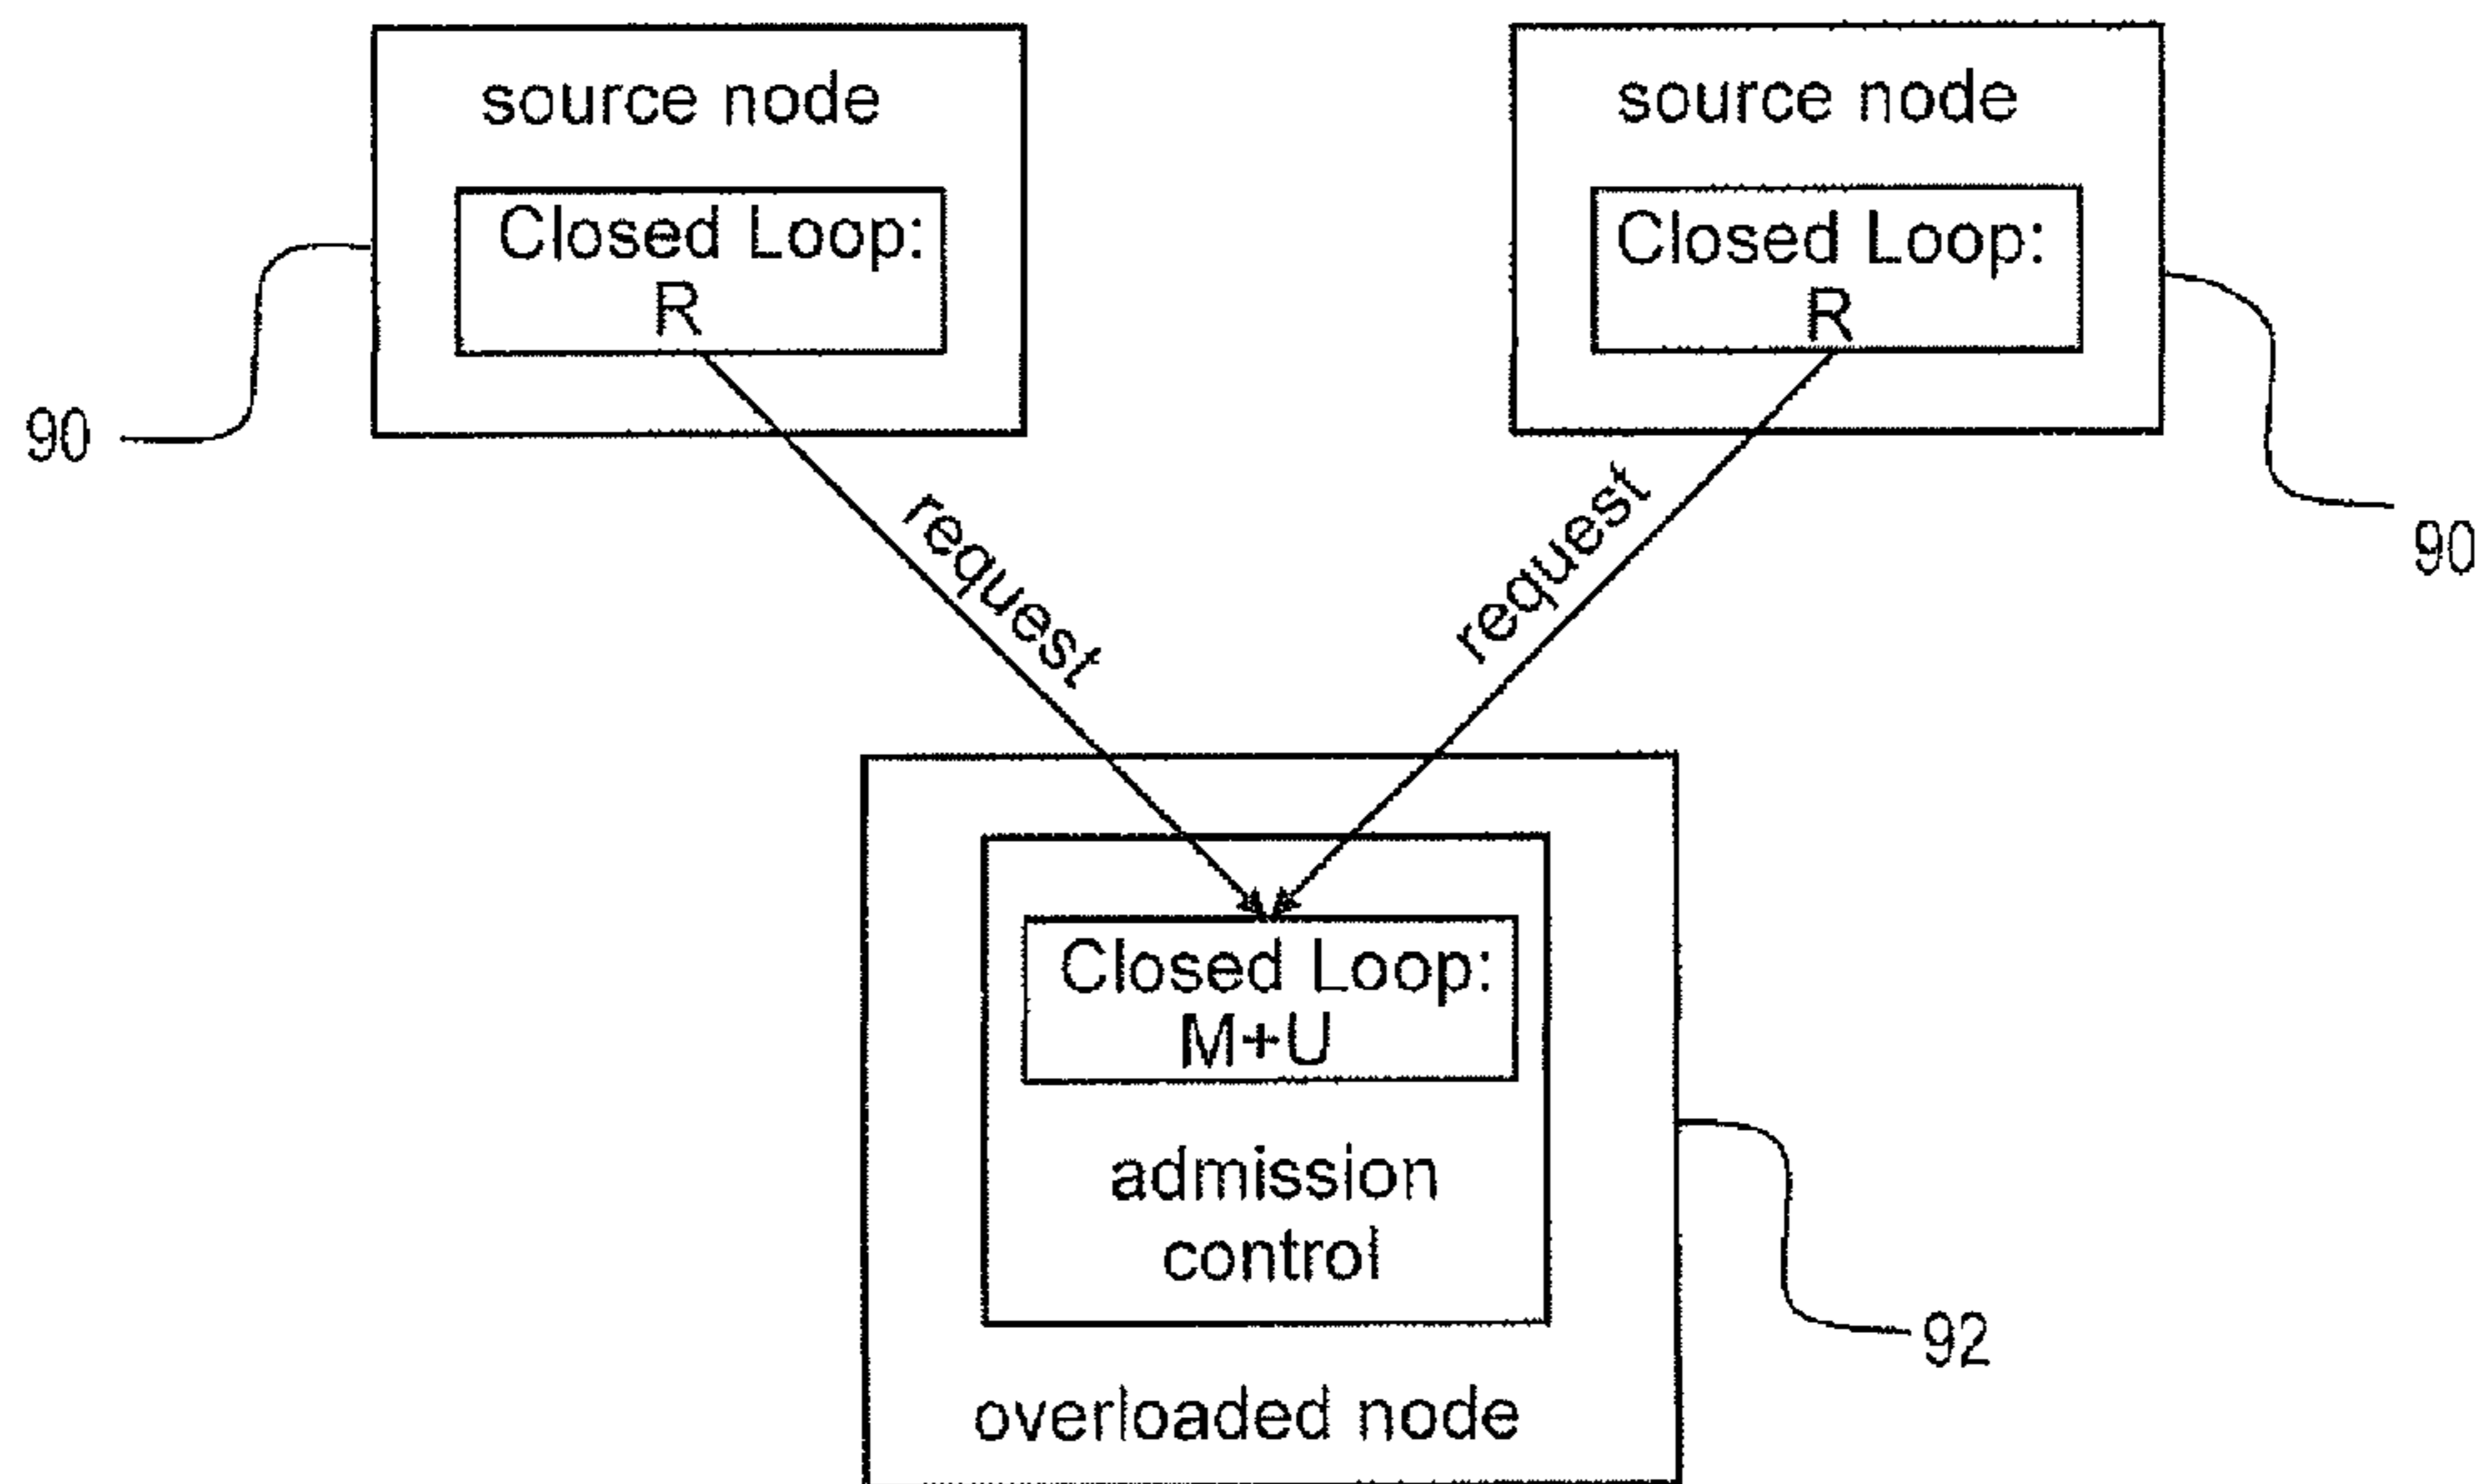 source node
Closed Loop:
R
90
source node
Closed Loop:
R
90
request
request
Closed Loop:
M+U
admission
control
overloaded node
92